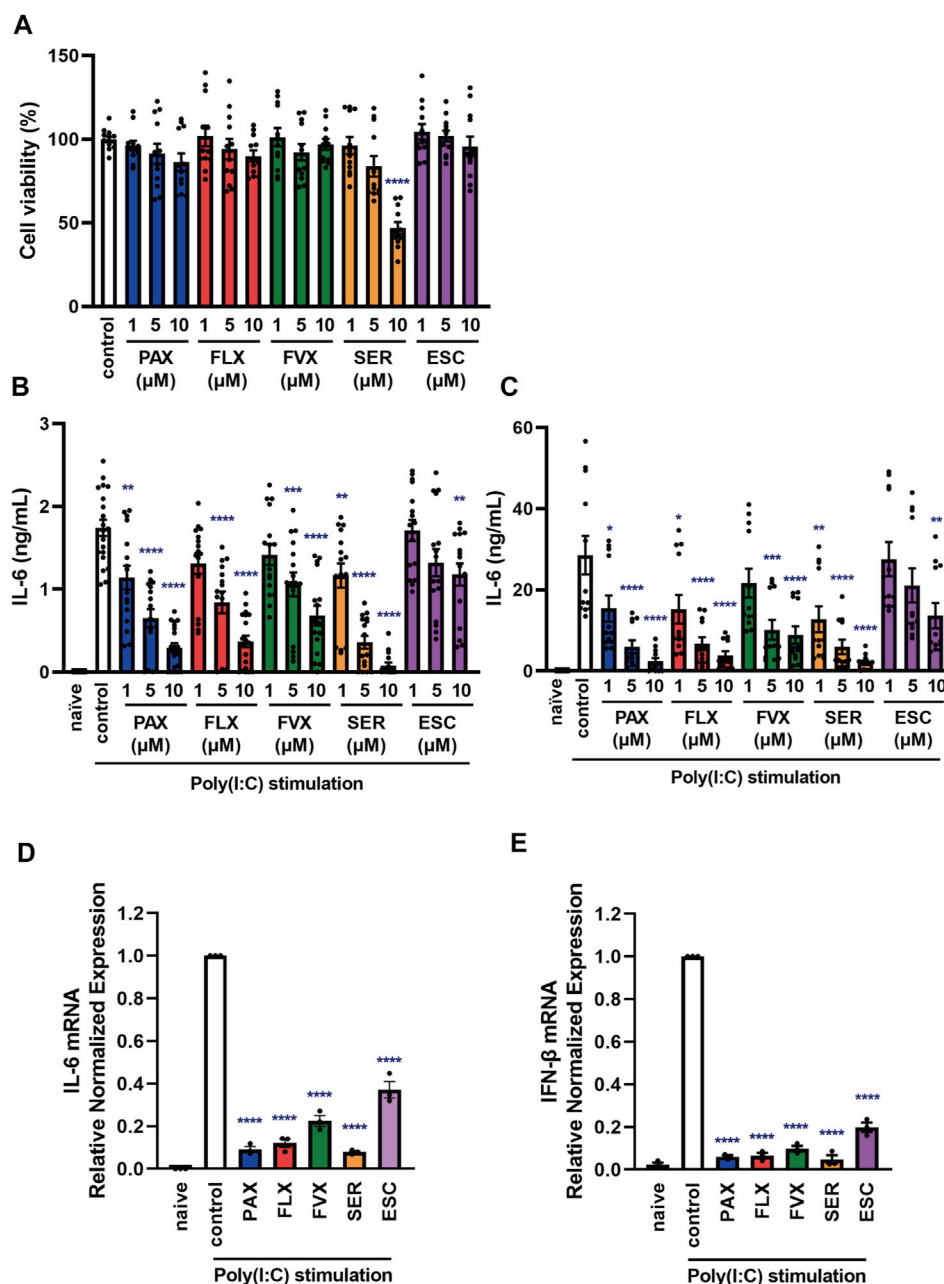 A
Cell viability (%)
150
100
50
0
****
control
1 5 10 1 5 10 1 5 10 1 5 10 1 5 10
PAX FLX FVX SER ESC
(µM) (µM) (µM) (µM) (µM)
B
IL-6 (ng/mL)
3
2
1
0
** **** **** **** **** *** **** ** **** **** **
naïve
control
1 5 10 1 5 10 1 5 10 1 5 10 1 5 10
PAX FLX FVX SER ESC
(µM) (µM) (µM) (µM) (µM)
Poly(I:C) stimulation
C
IL-6 (ng/mL)
60
40
20
0
* **** **** * **** **** *** **** ** **** **** **
naïve
control
1 5 10 1 5 10 1 5 10 1 5 10 1 5 10
PAX FLX FVX SER ESC
(µM) (µM) (µM) (µM) (µM)
Poly(I:C) stimulation
D
IL-6 mRNA
Relative Normalized Expression
1.2
1.0
0.8
0.6
0.4
0.2
0.0
**** **** **** **** ****
naive
control
PAX
FLX
FVX
SER
ESC
Poly(I:C) stimulation
E
IFN-β mRNA
Relative Normalized Expression
1.2
1.0
0.8
0.6
0.4
0.2
0.0
**** **** **** **** ****
naive
control
PAX
FLX
FVX
SER
ESC
Poly(I:C) stimulation